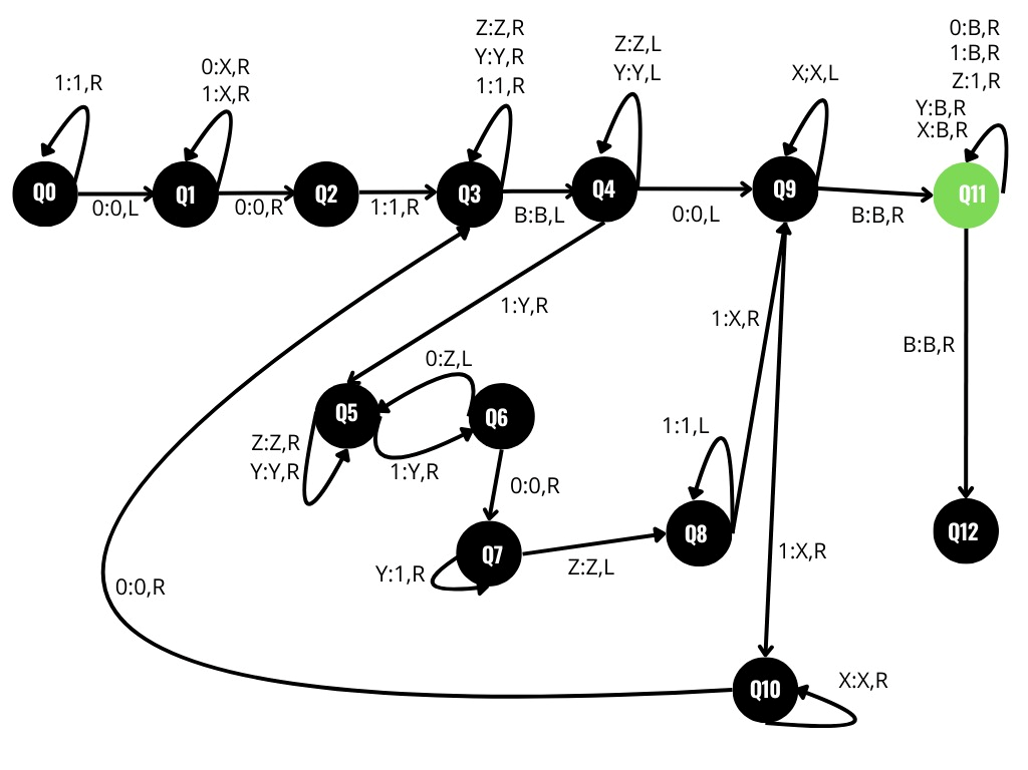 Z:Z,R
Y:Y,R
1:1,R
Z:Z,L
Y:Y,L
0:B,R
1:B,R
Z:1,R
Y:B,R
X:B,R
1:1,R
0:X,R
1:X,R
X;X,L
Q0
0:0,L
Q1
0:0,R
Q2
1:1,R
Q3
B:B,L
Q4
0:0,L
Q9
B:B,R
Q11
1:Y,R
1:X,R
B:B,R
0:Z,L
Q5
Q6
Z:Z,R
Y:Y,R
1:Y,R
1:1,L
0:0,R
Q7
Y:1,R
Z:Z,L
Q8
Q12
1:X,R
0:0,R
Q10
X:X,R